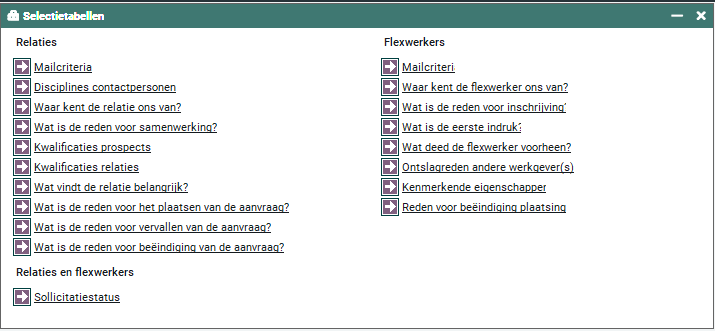 Selectietabellen
Relaties
Mailcriteria
Disciplines contactpersonen
Waar kent de relatie ons van?
Wat is de reden voor samenwerking?
Kwalificaties prospects
Kwalificaties relaties
Wat vindt de relatie belangrijk?
Wat is de reden voor het plaatsen van de aanvraag?
Wat is de reden voor vervallen van de aanvraag?
Wat is de reden voor beëindiging van de aanvraag?
Relaties en flexwerkers
Sollicitatiestatus
Flexwerkers
Mailcriteri
Waar kent de flexwerker ons van?
Wat is de reden voor inschrijving?
Wat is de eerste indruk?
Wat deed de flexwerker voorheen?
Ontslagreden andere werkgever(s)
Kenmerkende eigenschapper
Reden voor beëindiging plaatsing